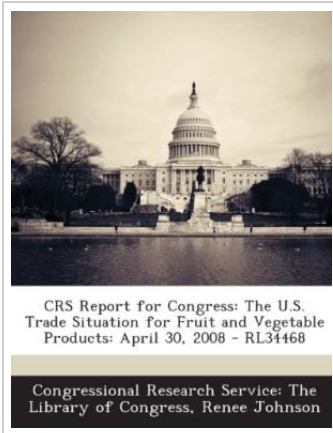 CRS Report for Congress: The U.S.
Trade Situation for Fruit and Vegetable
Products: April 30, 2008 - RL34468
Congressional Research Service: The
Library of Congress, Renee Johnson